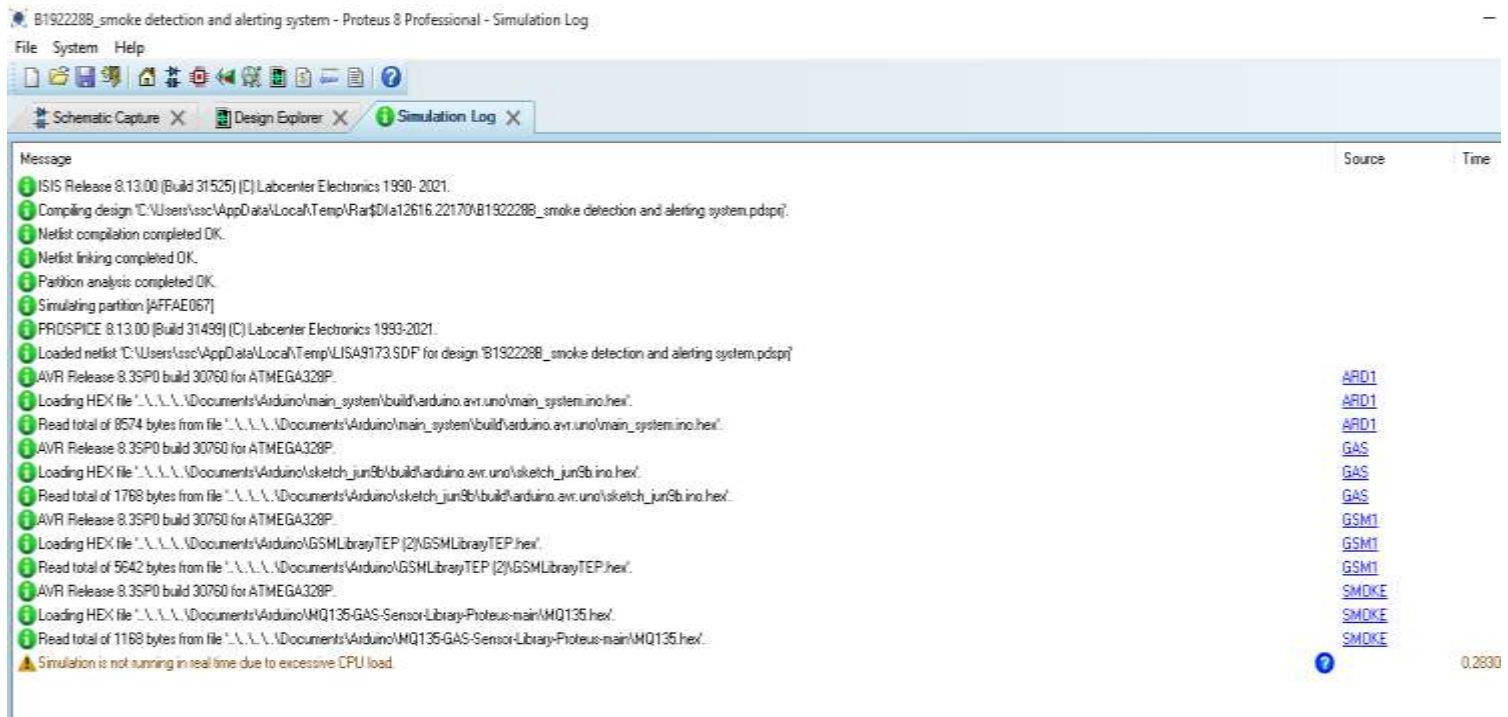 B192228B_smoke detection and alerting system - Proteus 8 Professional - Simulation Log
File System Help
Schematic Capture Design Explorer Simulation Log
Message Source Time
ISIS Release 8.13.00 (Build 31525) (C) Labcenter Electronics 1990- 2021.
Compiling design 'C:\Users\ssc\AppData\Local\Temp\Rar$DIa12616.22170\B192228B_smoke detection and alerting system.pdsprj'.
Netlist compilation completed OK.
Netlist linking completed OK.
Partition analysis completed OK.
Simulating partition [AFFAE067]
PROSPICE 8.13.00 (Build 31499) (C) Labcenter Electronics 1993-2021.
Loaded netlist 'C:\Users\ssc\AppData\Local\Temp\LISA9173.SDF' for design 'B192228B_smoke detection and alerting system.pdsprj'
AVR Release 8.3SP0 build 30760 for ATMEGA328P. ARD1
Loading HEX file '..\..\..\..\Documents\Arduino\main_system\build\arduino.avr.uno\main_system.ino.hex'. ARD1
Read total of 8574 bytes from file '..\..\..\..\Documents\Arduino\main_system\build\arduino.avr.uno\main_system.ino.hex'. ARD1
AVR Release 8.3SP0 build 30760 for ATMEGA328P. GAS
Loading HEX file '..\..\..\..\Documents\Arduino\sketch_jun9b\build\arduino.avr.uno\sketch_jun9b.ino.hex'. GAS
Read total of 1768 bytes from file '..\..\..\..\Documents\Arduino\sketch_jun9b\build\arduino.avr.uno\sketch_jun9b.ino.hex'. GAS
AVR Release 8.3SP0 build 30760 for ATMEGA328P. GSM1
Loading HEX file '..\..\..\..\Documents\Arduino\GSMLibraryTEP (2)\GSMLibraryTEP.hex'. GSM1
Read total of 5642 bytes from file '..\..\..\..\Documents\Arduino\GSMLibraryTEP (2)\GSMLibraryTEP.hex'. GSM1
AVR Release 8.3SP0 build 30760 for ATMEGA328P. SMOKE
Loading HEX file '..\..\..\..\Documents\Arduino\MQ135-GAS-Sensor-Library-Proteus-main\MQ135.hex'. SMOKE
Read total of 1168 bytes from file '..\..\..\..\Documents\Arduino\MQ135-GAS-Sensor-Library-Proteus-main\MQ135.hex'. SMOKE
Simulation is not running in real time due to excessive CPU load. 0.2830